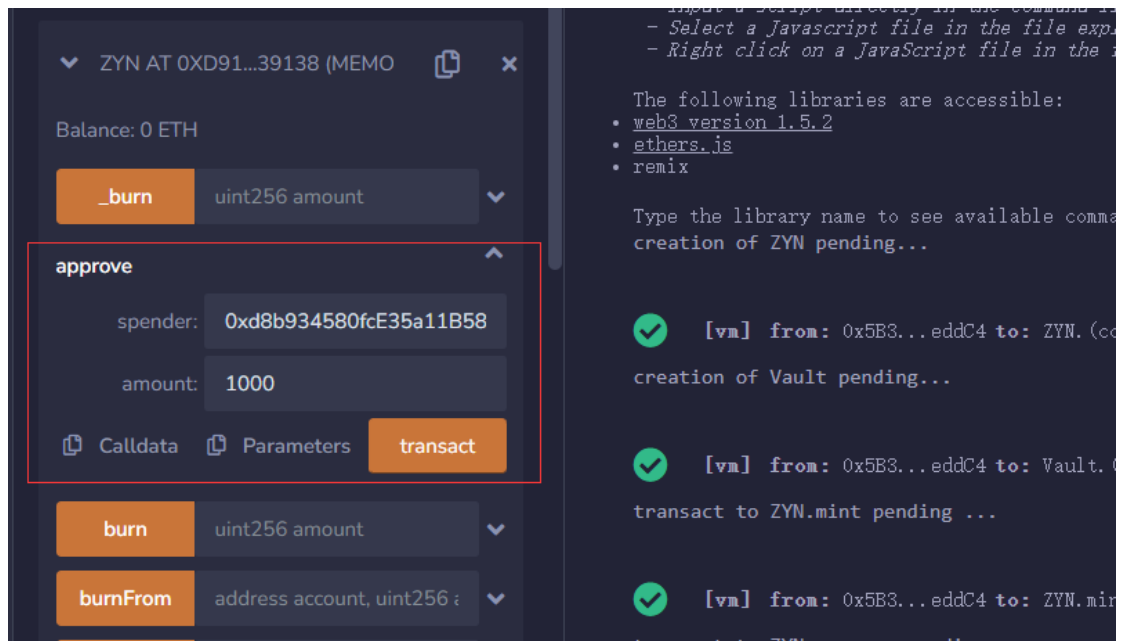 ZYN AT 0XD91...39138 (MEMO
Balance: 0 ETH
_burn
uint256 amount
approve
spender:
0xd8b934580fcE35a11B58
amount:
1000
Calldata
Parameters
transact
burn
uint256 amount
burnFrom
address account, uint256
- Select a Javascript file in the file expl
- Right click on a JavaScript file in the
The following libraries are accessible:
• web3 version 1.5.2
• ethers.js
• remix
Type the library name to see available comma
creation of ZYN pending...
[vm] from: 0x5B3...eddC4 to: ZYN.(co
creation of Vault pending...
[vm] from: 0x5B3...eddC4 to: Vault.
transact to ZYN.mint pending ...
[vm] from: 0x5B3...eddC4 to: ZYN.min